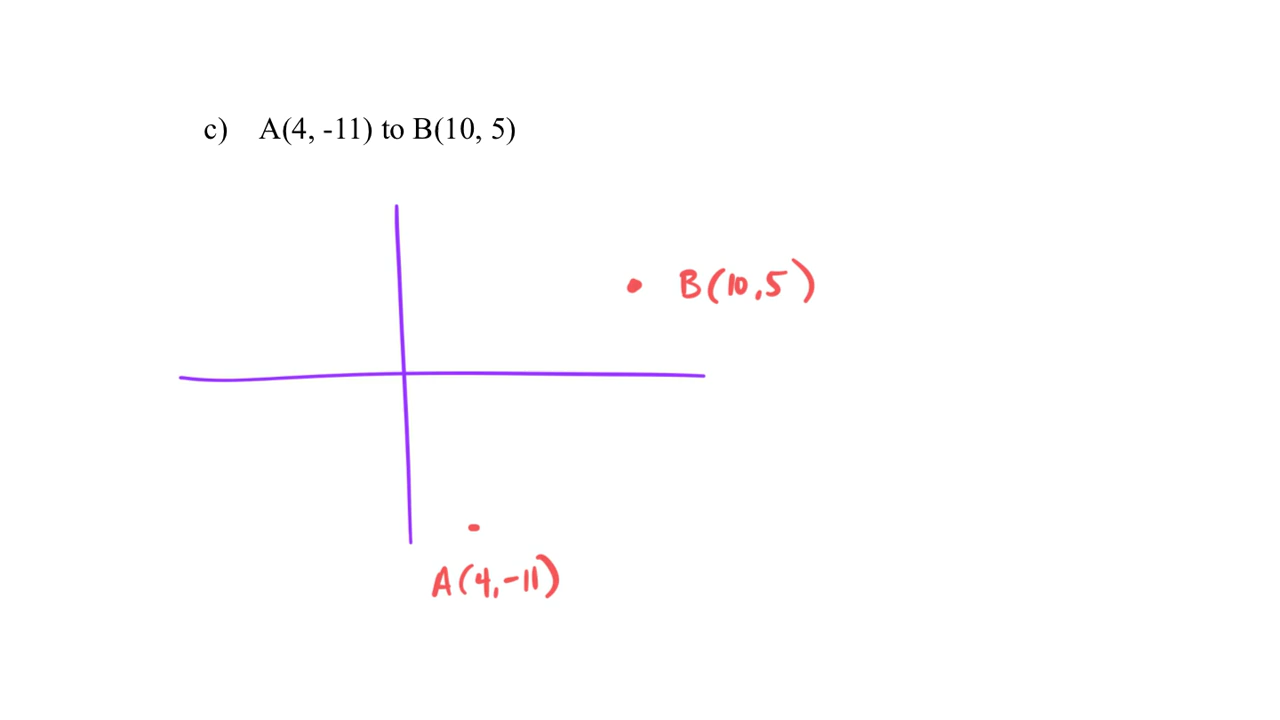 c) A(4, -11) to B(10, 5)
B(10,5)
A(4,-11)